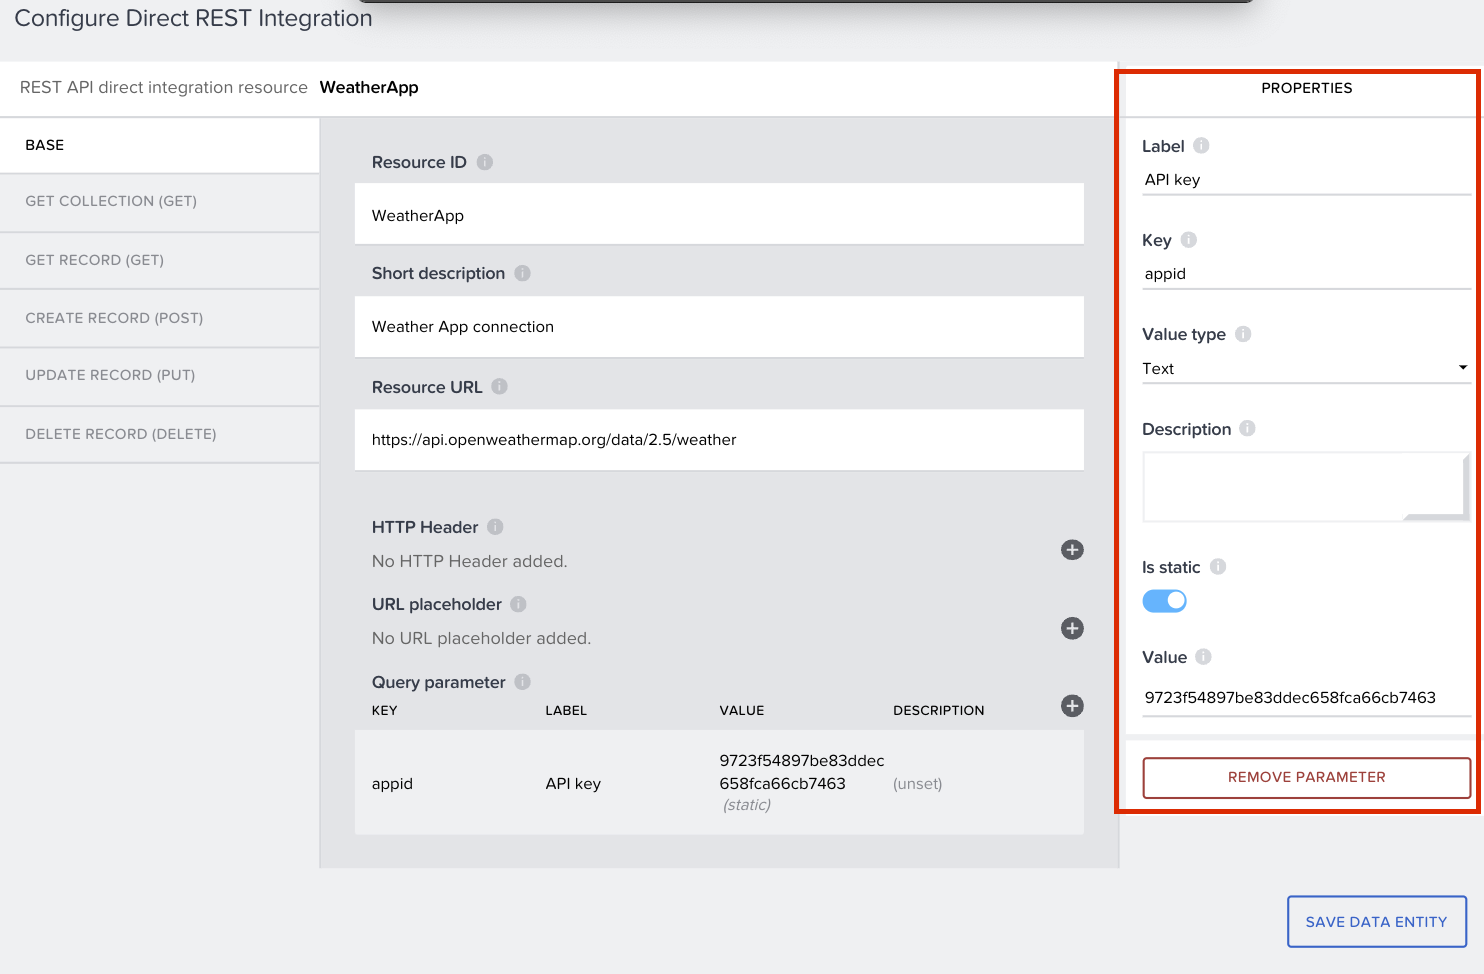 Configure Direct REST Integration
REST API direct integration resource WeatherApp
BASE
GET COLLECTION (GET)
GET RECORD (GET)
CREATE RECORD (POST)
UPDATE RECORD (PUT)
DELETE RECORD (DELETE)
Resource ID
WeatherApp
Short description
Weather App connection
Resource URL
https://api.openweathermap.org/data/2.5/weather
HTTP Header
No HTTP Header added.
URL placeholder
No URL placeholder added.
Query parameter
KEY LABEL VALUE DESCRIPTION
9723f54897be83ddec
appid API key 658fca66cb7463 (unset)
(static)
PROPERTIES
Label
API key
Key
appid
Value type
Text
Description
Is static
Value
9723f54897be83ddec658fca66cb7463
REMOVE PARAMETER
SAVE DATA ENTITY